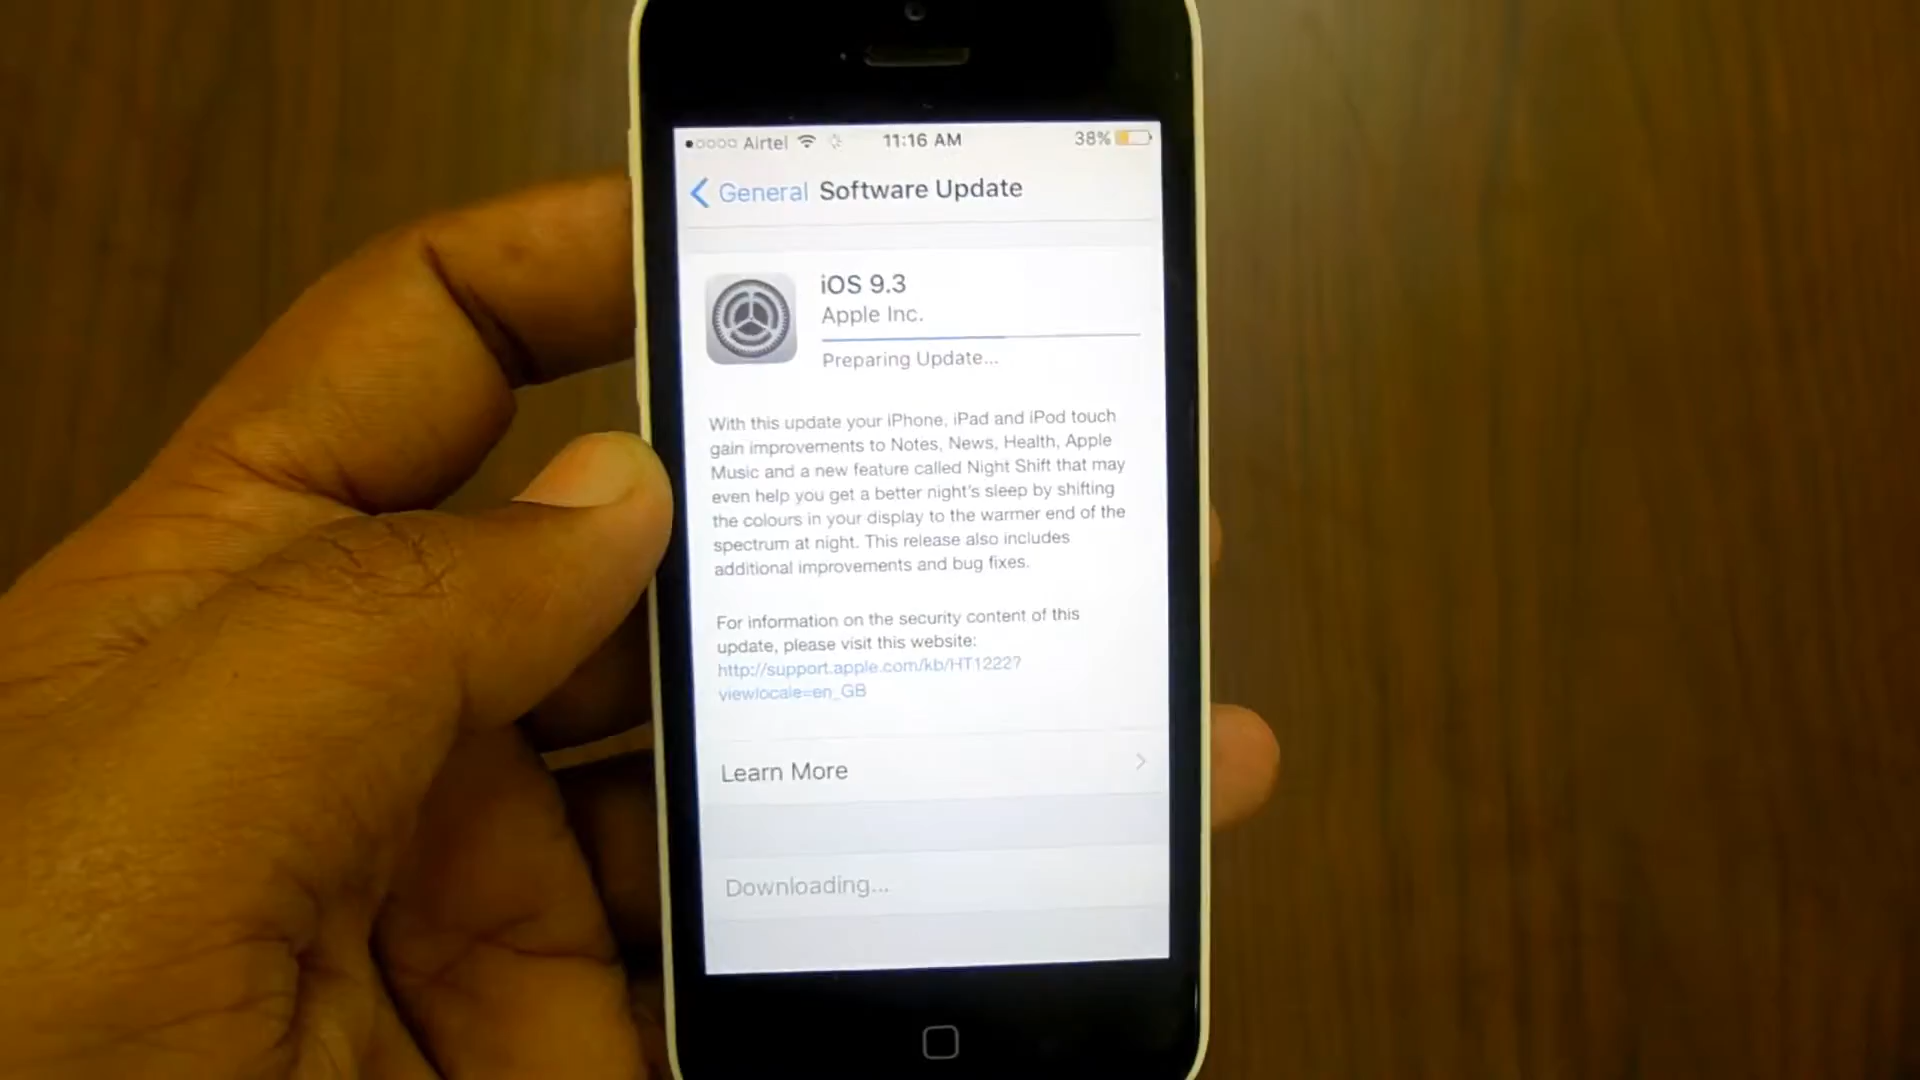 Airtel 11:16 AM 38%
General Software Update
iOS 9.3
Apple Inc.
Preparing Update...
With this update your iPhone, iPad and iPod touch
gain improvements to Notes, News, Health, Apple
Music and a new feature called Night Shift that may
even help you get a better night's sleep by shifting
the colours in your display to the warmer end of the
spectrum at night. This release also includes
additional improvements and bug fixes.
For information on the security content of this
update, please visit this website:
http://support.apple.com/kb/HT1222?
viewlocale=en_GB
Learn More
Downloading...